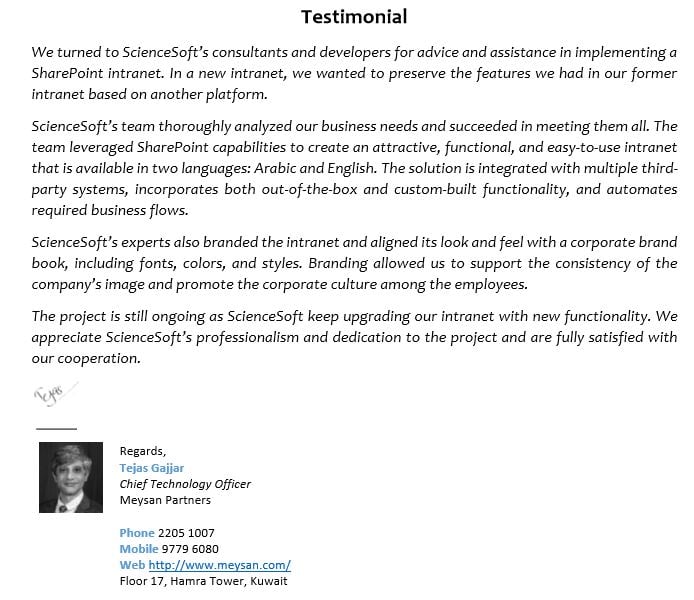 Testimonial
We turned to ScienceSoft's consultants and developers for advice and assistance in implementing a
SharePoint intranet. In a new intranet, we wanted to preserve the features we had in our former
intranet based on another platform.
ScienceSoft's team thoroughly analyzed our business needs and succeeded in meeting them all. The
team leveraged SharePoint capabilities to create an attractive, functional, and easy-to-use intranet
that is available in two languages: Arabic and English. The solution is integrated with multiple third-
party systems, incorporates both out-of-the-box and custom-built functionality, and automates
required business flows.
ScienceSoft's experts also branded the intranet and aligned its look and feel with a corporate brand
book, including fonts, colors, and styles. Branding allowed us to support the consistency of the
company's image and promote the corporate culture among the employees.
The project is still ongoing as ScienceSoft keep upgrading our intranet with new functionality. We
appreciate ScienceSoft's professionalism and dedication to the project and are fully satisfied with
our cooperation.
Tejas
Regards,
Tejas Gajjar
Chief Technology Officer
Meysan Partners
Phone 2205 1007
Mobile 9779 6080
Web http://www.meysan.com/
Floor 17, Hamra Tower, Kuwait